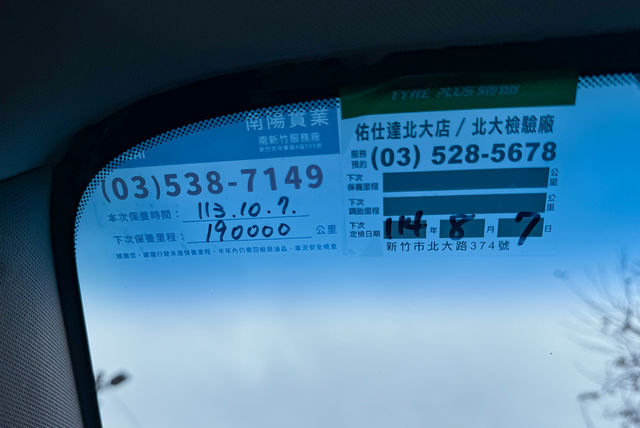 南陽實業
南新竹服務廠
(03)538-7149
本次保養時間：113.10.7.
下次保養里程：190000 公里
TYRE PLUS 馳加
佑仕達北大店 / 北大檢驗廠
服務預約 (03) 528-5678
下次保養里程 公里
下次調胎里程 公里
下次定檢日期 114 年 8 月 7 日
新竹市北大路374號